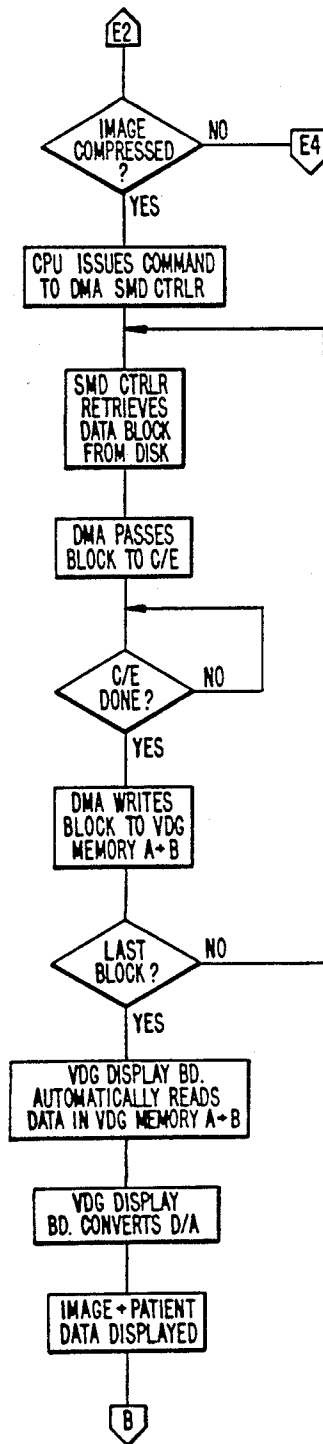 E2
IMAGE
COMPRESSED
?
NO
E4
YES
CPU ISSUES COMMAND
TO DMA SMD CTRLR
SMD CTRLR
RETRIEVES
DATA BLOCK
FROM DISK
DMA PASSES
BLOCK TO C/E
C/E
DONE?
NO
YES
DMA WRITES
BLOCK TO VDG
MEMORY A+B
LAST
BLOCK?
NO
YES
VDG DISPLAY BD.
AUTOMATICALLY READS
DATA IN VDG MEMORY A+B
VDG DISPLAY
BD. CONVERTS D/A
IMAGE+PATIENT
DATA DISPLAYED
B